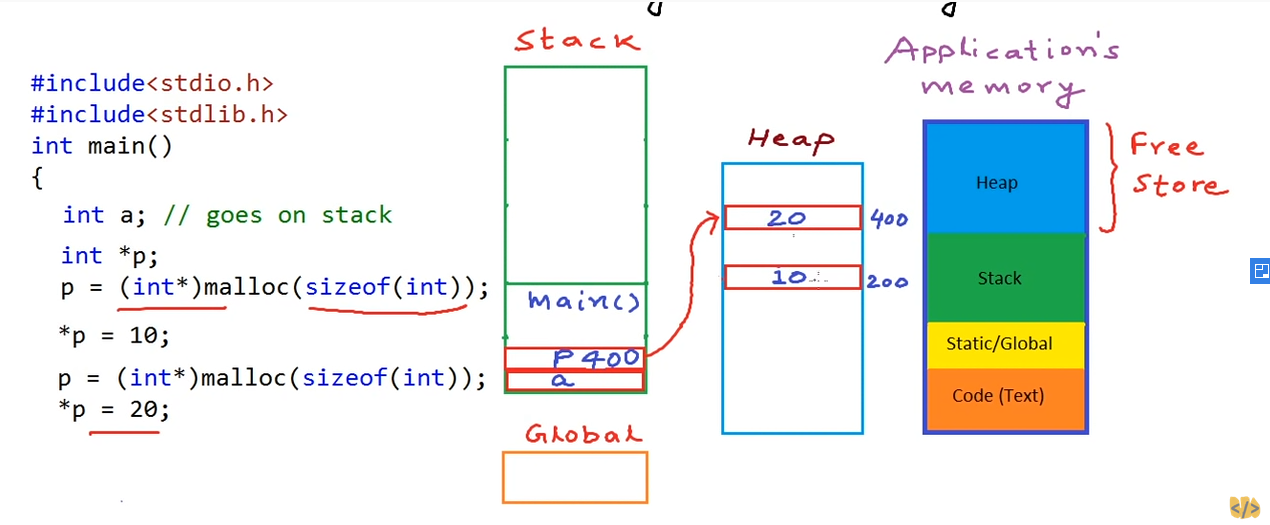 #include<stdio.h>
#include<stdlib.h>
int main()
{
int a; // goes on stack
int *p;
p = (int*)malloc(sizeof(int));
*p = 10;
p = (int*)malloc(sizeof(int));
*p = 20;
Stack
main()
P 400
a
Global
Heap
20 400
10 200
Application's
memory
Heap
Stack
Static/Global
Code (Text)
Free
Store
</>